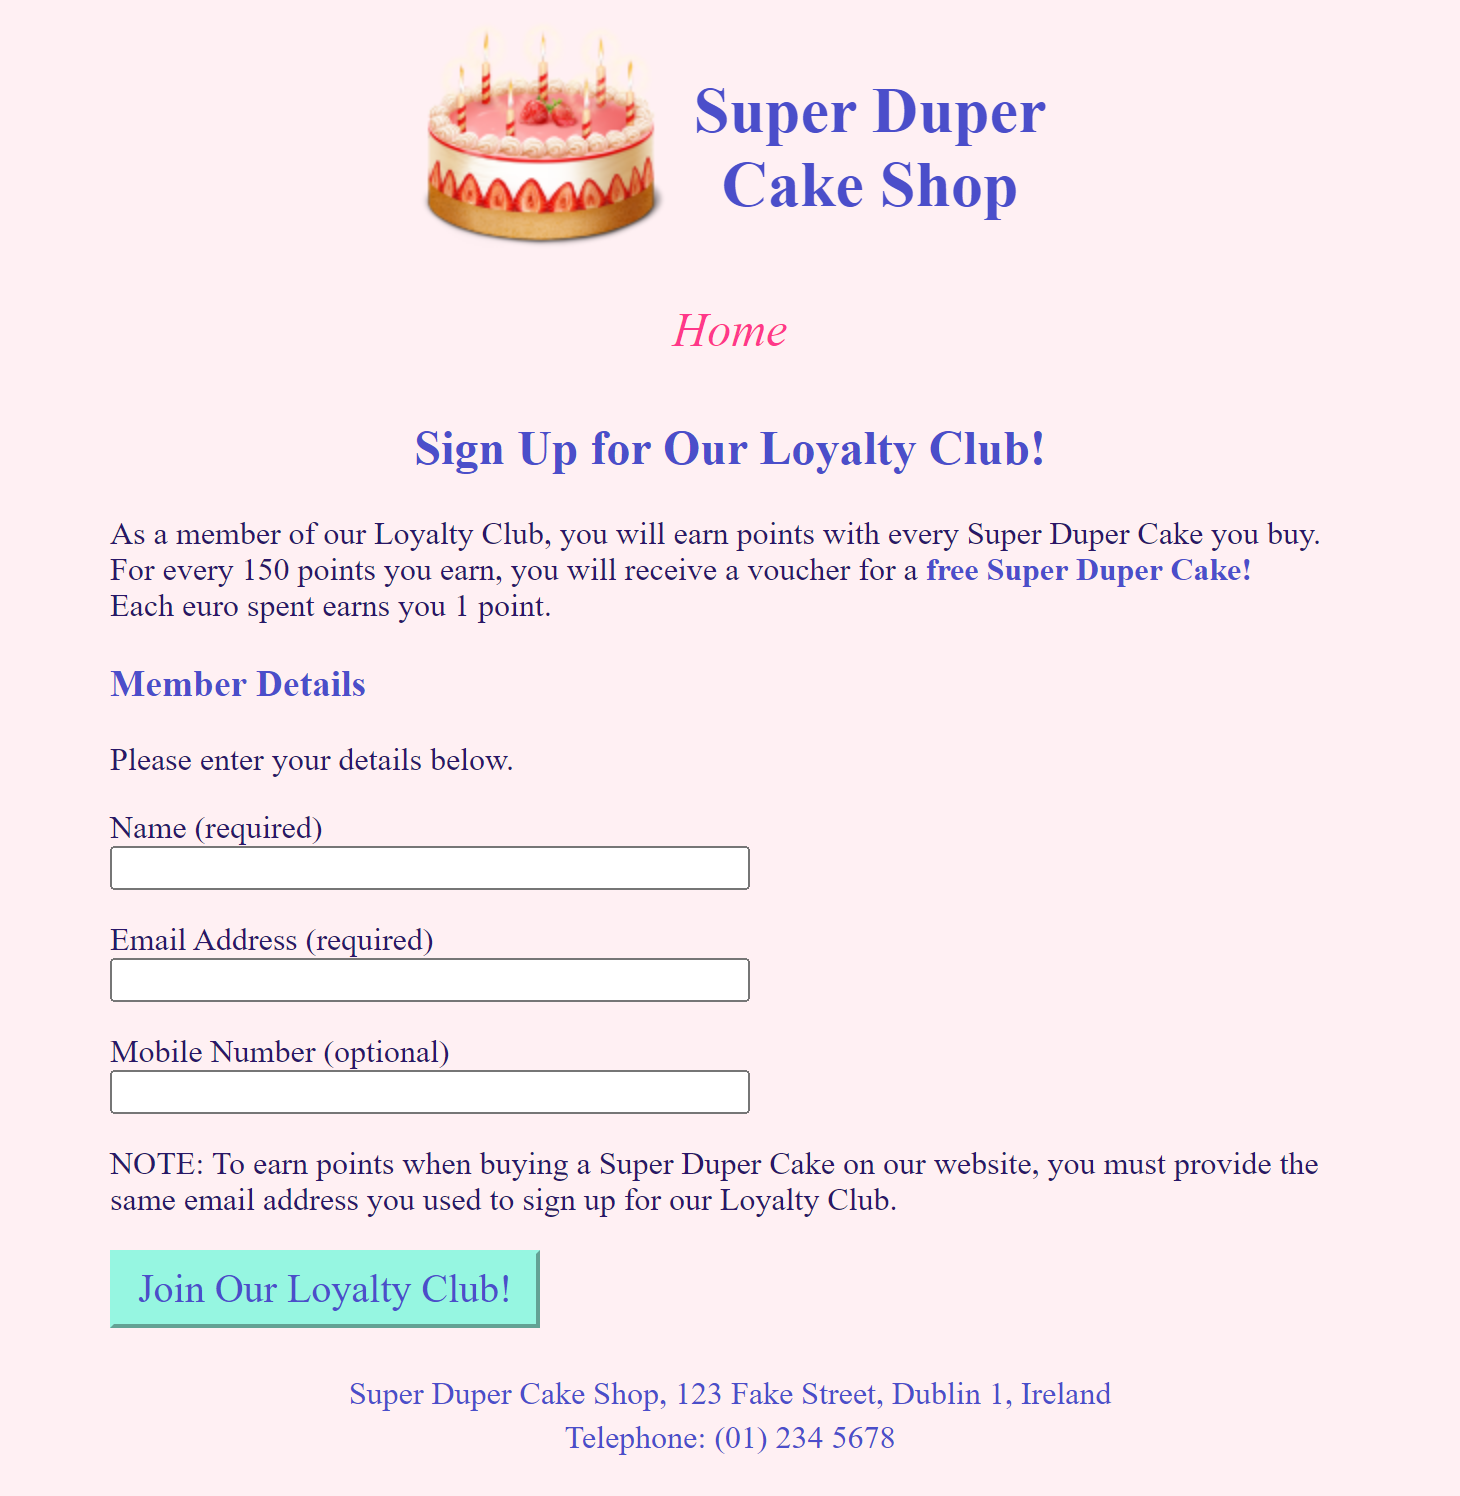 Super Duper
Cake Shop
Home
Sign Up for Our Loyalty Club!
As a member of our Loyalty Club, you will earn points with every Super Duper Cake you buy.
For every 150 points you earn, you will receive a voucher for a free Super Duper Cake!
Each euro spent earns you 1 point.
Member Details
Please enter your details below.
Name (required)
Email Address (required)
Mobile Number (optional)
NOTE: To earn points when buying a Super Duper Cake on our website, you must provide the
same email address you used to sign up for our Loyalty Club.
Join Our Loyalty Club!
Super Duper Cake Shop, 123 Fake Street, Dublin 1, Ireland
Telephone: (01) 234 5678